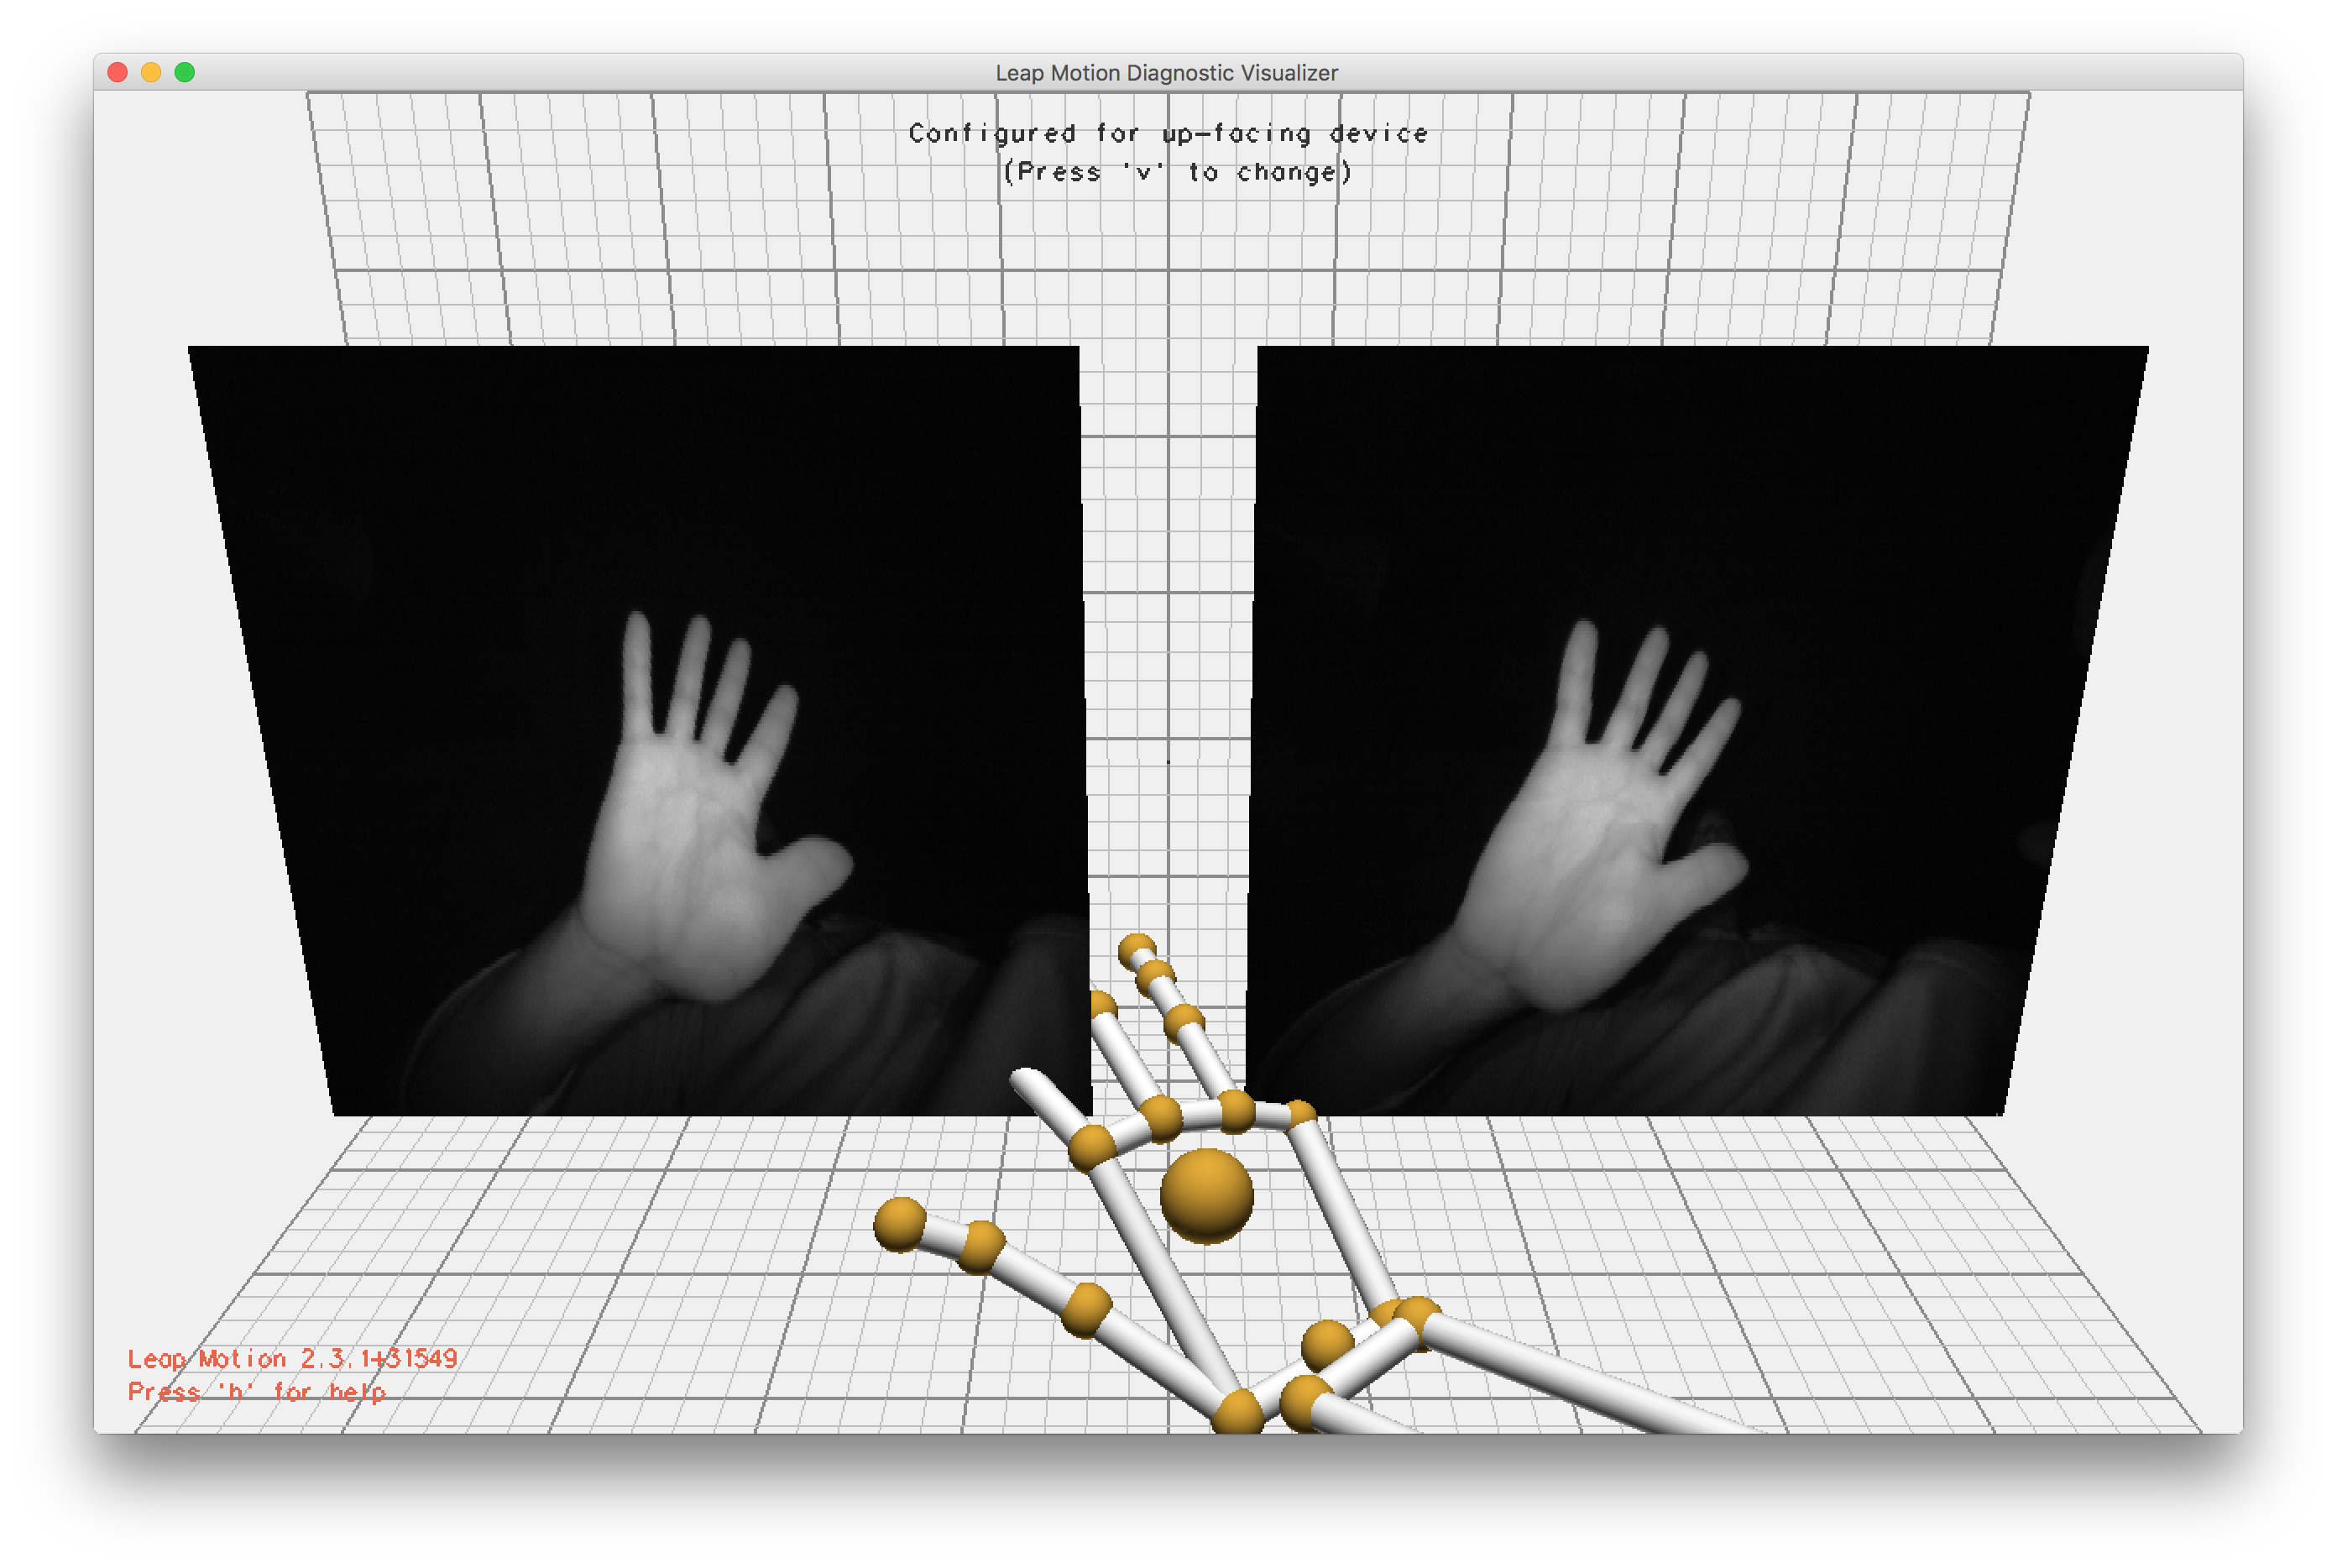 Leap Motion Diagnostic Visualizer
Configured for up-facing device
(Press 'v' to change)
Leap Motion 2.3.1+31549
Press 'h' for help